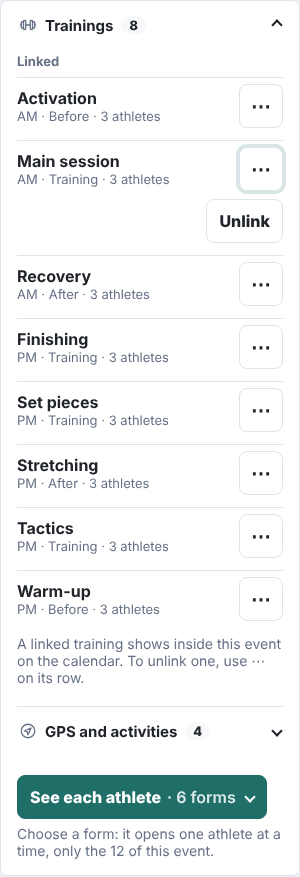 Trainings 8
Linked
Activation
AM · Before · 3 athletes
Main session
AM · Training · 3 athletes
Unlink
Recovery
AM · After · 3 athletes
Finishing
PM · Training · 3 athletes
Set pieces
PM · Training · 3 athletes
Stretching
PM · After · 3 athletes
Tactics
PM · Training · 3 athletes
Warm-up
PM · Before · 3 athletes
A linked training shows inside this event
on the calendar. To unlink one, use ···
on its row.
GPS and activities 4
See each athlete · 6 forms
Choose a form: it opens one athlete at a
time, only the 12 of this event.